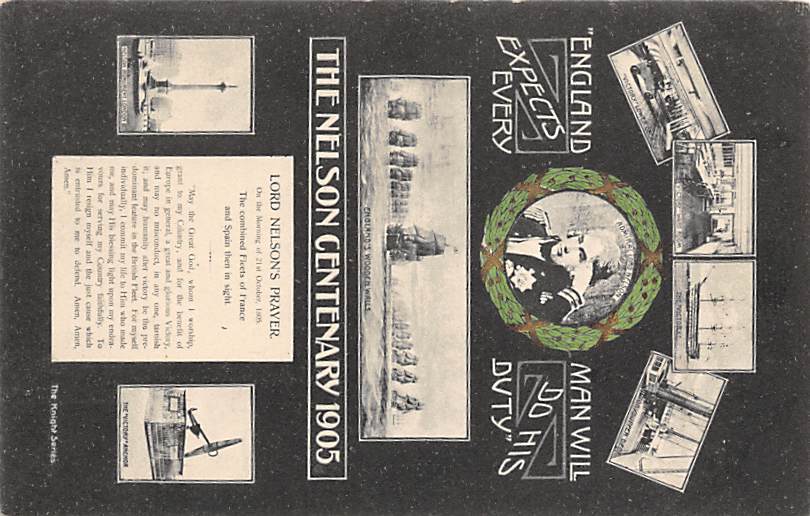 "ENGLAND
EXPECTS
EVERY
MAN WILL
DO HIS
DUTY"
ENGLAND'S WOODEN WALLS
THE NELSON CENTENARY 1905
LORD NELSON'S PRAYER.
On the Morning of 21st October, 1805
The combined Fleets of France
and Spain then in sight
"May the Great God, whom I worship,
grant to my Country, and for the benefit of
Europe in general, a great and glorious Victory,
and may no misconduct, in any one, tarnish
it; and may humanity after victory be the pre-
dominant feature in the British Fleet. For myself
individually, I commit my life to Him who made
me, and may His blessing light upon my endea-
vours for serving my Country faithfully. To
Him I resign myself and the just cause which
is entrusted to me to defend. Amen, Amen,
Amen."
THE "VICTORY" ANCHOR
The Knight Series